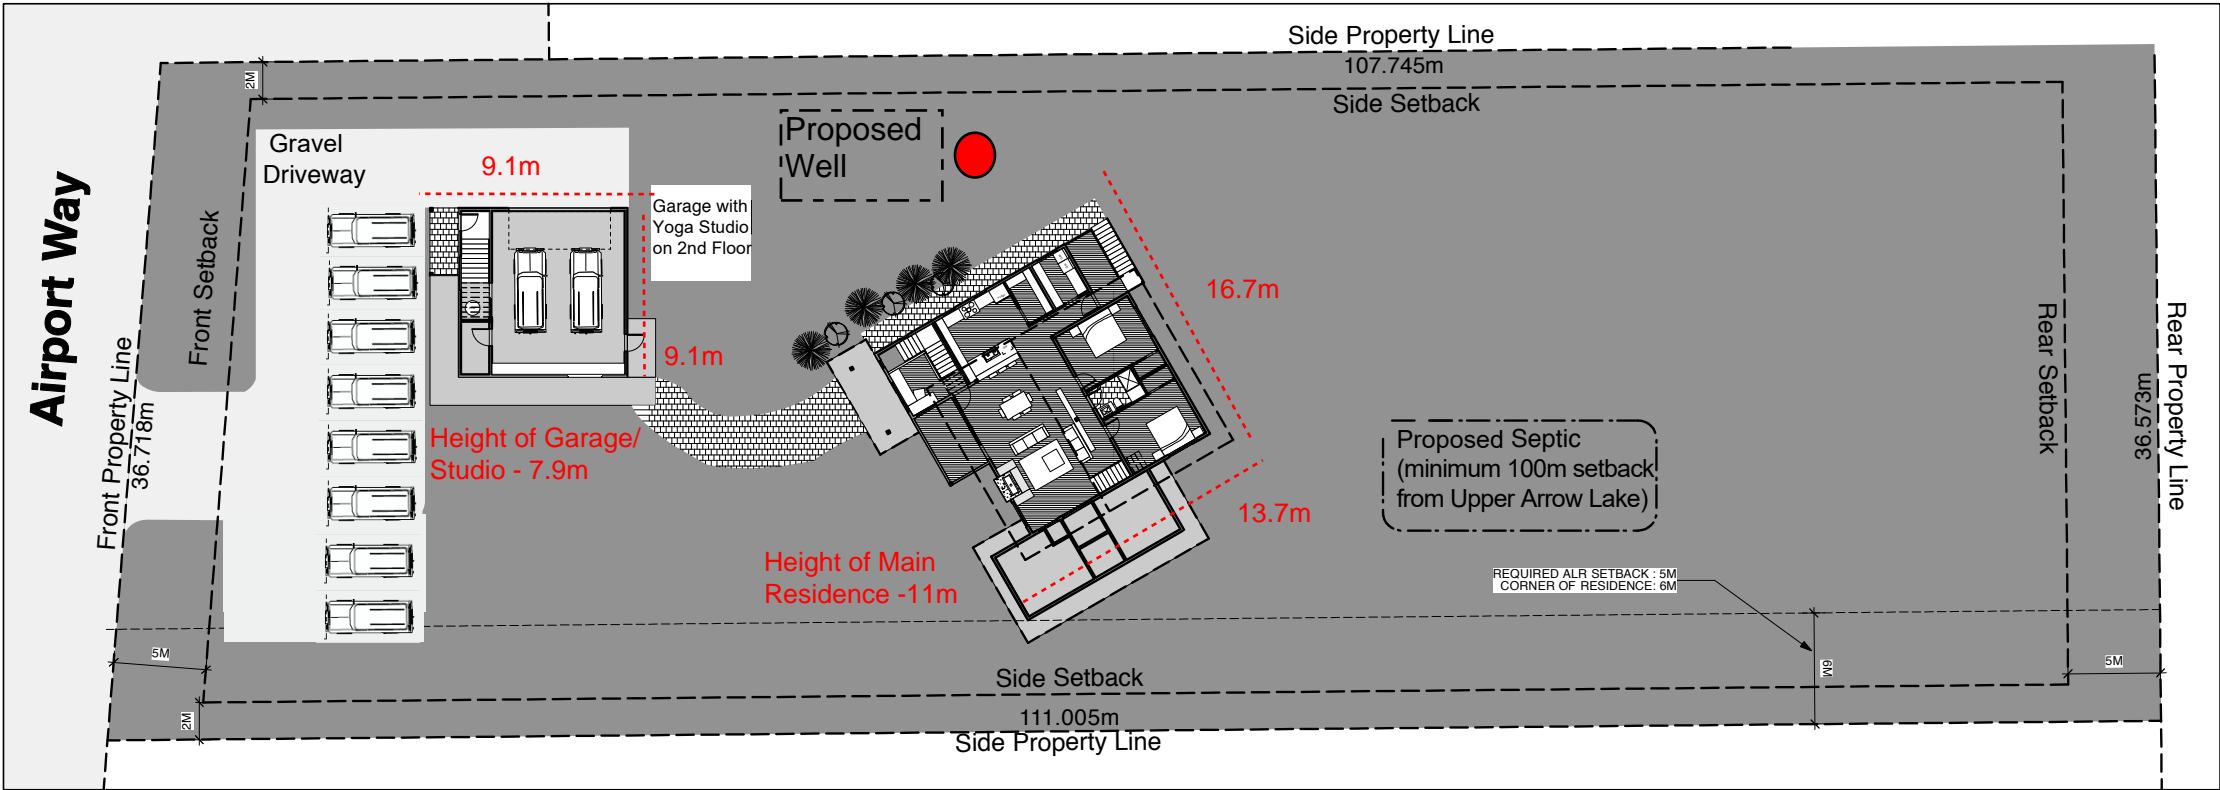 Side Property Line
107.745m
Side Setback
2M
Gravel
Driveway
9.1m
Proposed
Well
Garage with
Yoga Studio
on 2nd Floor
Airport Way
Front Setback
Front Property Line
36.718m
9.1m
16.7m
Height of Garage/
Studio - 7.9m
13.7m
Height of Main
Residence -11m
Proposed Septic
(minimum 100m setback
from Upper Arrow Lake)
Rear Setback
36.573m
Rear Property Line
REQUIRED ALR SETBACK : 5M
CORNER OF RESIDENCE: 6M
6M
5M
5M
2M
Side Setback
111.005m
Side Property Line